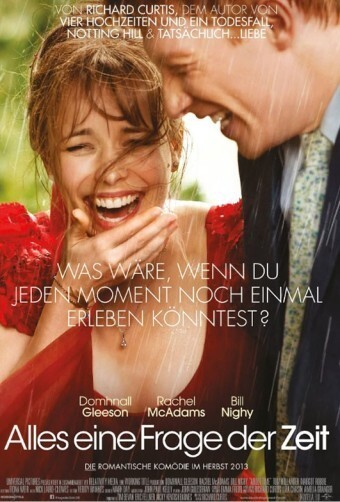 VON RICHARD CURTIS, DEM AUTOR VON
VIER HOCHZEITEN UND EIN TODESFALL,
NOTTING HILL & TATSÄCHLICH...LIEBE
WAS WÄRE, WENN DU
JEDEN MOMENT NOCH EINMAL
ERLEBEN KÖNNTEST?
Domhnall Rachel Bill
Gleeson McAdams Nighy
Alles eine Frage der Zeit
DIE ROMANTISCHE KOMÖDIE IM HERBST 2013